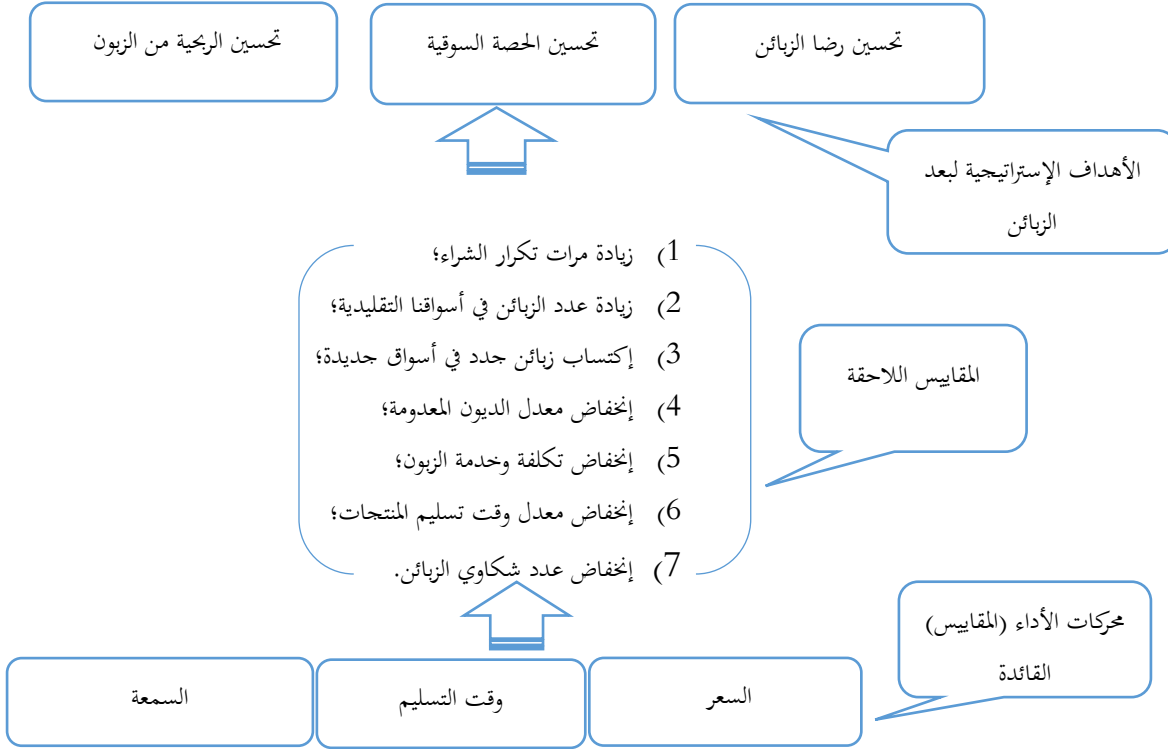 تحسين رضا الزبائن
تحسين الحصة السوقية
تحسين الربحية من الزبون
الأهداف الإستراتيجية لبعد
الزبائن
1) زيادة مرات تكرار الشراء؛
2) زيادة عدد الزبائن في أسواقنا التقليدية؛
3) إكتساب زبائن جدد في أسواق جديدة؛
4) إنخفاض معدل الديون المعدومة؛
5) إنخفاض تكلفة وخدمة الزبون؛
6) إنخفاض معدل وقت تسليم المنتجات؛
7) إنخفاض عدد شكاوي الزبائن.
المقاييس اللاحقة
محركات الأداء (المقاييس)
القائدة
السعر
وقت التسليم
السمعة